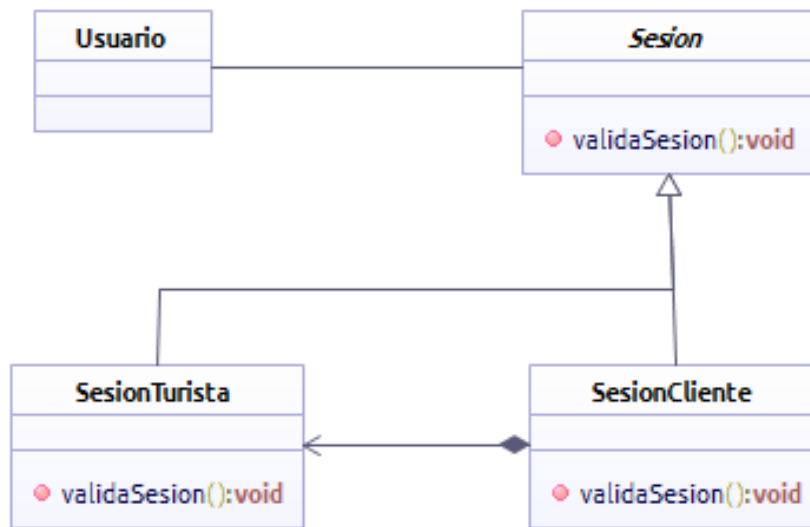 Usuario
Sesion
validaSesion():void
SesionTurista
SesionCliente
validaSesion():void
validaSesion():void